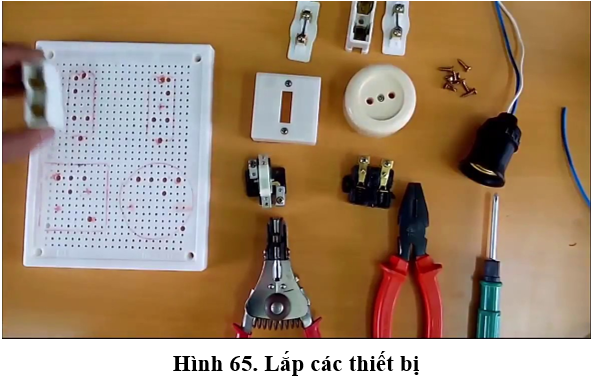 Hình 65. Lắp các thiết bị